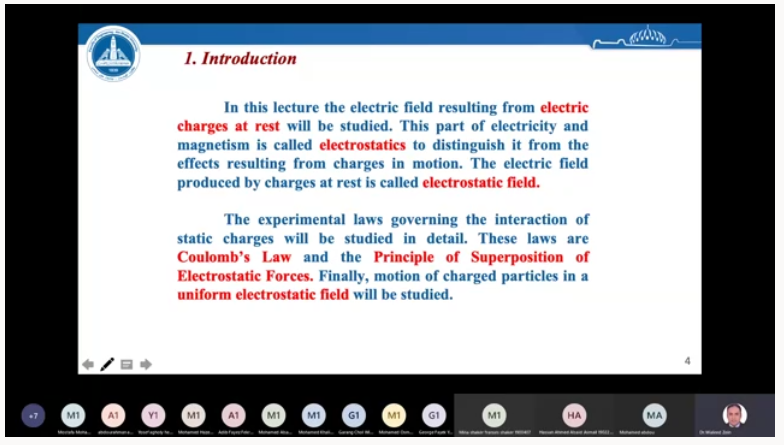 1. Introduction
In this lecture the electric field resulting from electric
charges at rest will be studied. This part of electricity and
magnetism is called electrostatics to distinguish it from the
effects resulting from charges in motion. The electric field
produced by charges at rest is called electrostatic field.
The experimental laws governing the interaction of
static charges will be studied in detail. These laws are
Coulomb's Law and the Principle of Superposition of
Electrostatic Forces. Finally, motion of charged particles in a
uniform electrostatic field will be studied.
4
+7 M1 A1 Y1 M1 A1 M1 M1 G1 M1 G1 M1 HA MA